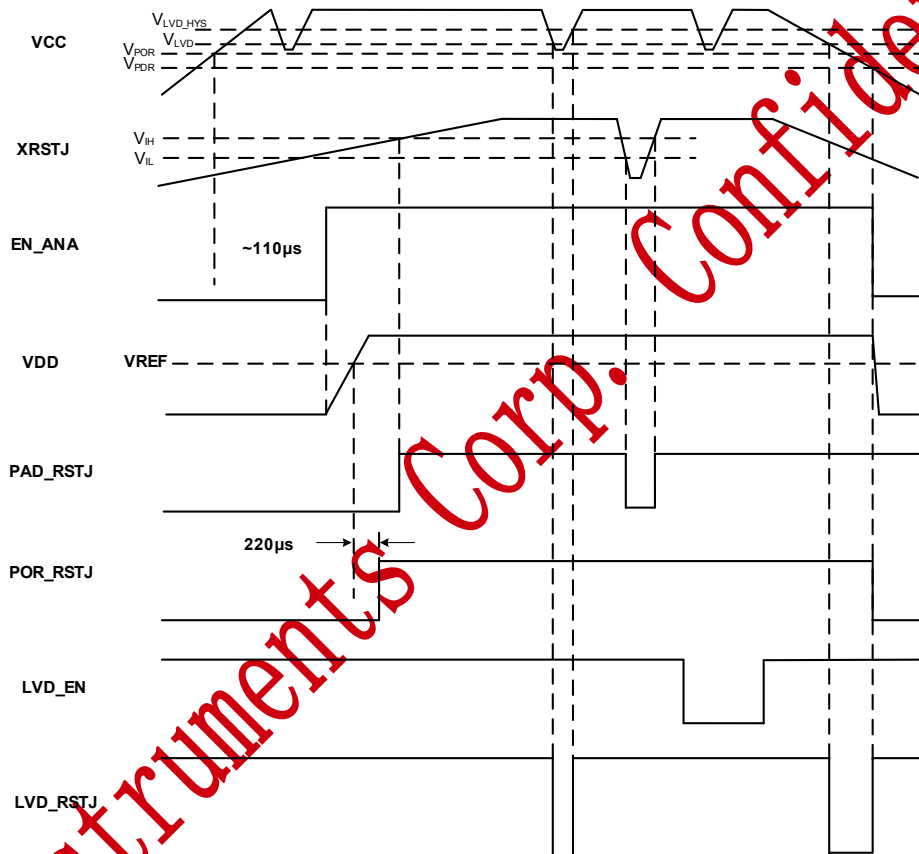 VCC
VLVD_HYS
VLVD
VPOR
VPDR
XRSTJ
VIH
VIL
EN_ANA
~110µs
VDD
VREF
PAD_RSTJ
220µs
POR_RSTJ
LVD_EN
LVD_RSTJ
struments Corp. Confide